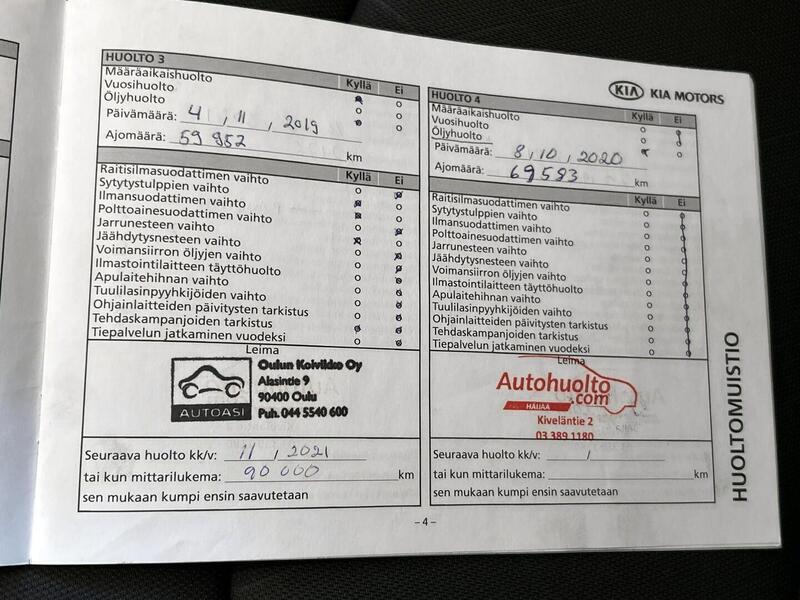 HUOLTO 3
Kyllä Ei
Määräaikaishuolto
Vuosihuolto
Öljyhuolto
Päivämäärä: 4 , 11 , 2019
Ajomäärä: 59 952 km
Kyllä Ei
Raitisilmasuodattimen vaihto
Sytytystulppien vaihto
Ilmansuodattimen vaihto
Polttoainesuodattimen vaihto
Jarrunesteen vaihto
Jäähdytysnesteen vaihto
Voimansiirron öljyjen vaihto
Ilmastointilaitteen täyttöhuolto
Apulaitehihnan vaihto
Tuulilasinpyyhkijöiden vaihto
Ohjainlaitteiden päivitysten tarkistus
Tehdaskampanjoiden tarkistus
Tiepalvelun jatkaminen vuodeksi
Leima
AUTOASI
Oulun Koivikko Oy
Alasintie 9
90400 Oulu
Puh. 044 5540 600
Seuraava huolto kk/v: 11 / 2021
tai kun mittarilukema: 90 000 km
sen mukaan kumpi ensin saavutetaan
KIA KIA MOTORS
HUOLTO 4
Kyllä Ei
Määräaikaishuolto
Vuosihuolto
Öljyhuolto
Päivämäärä: 8 , 10 , 2020
Ajomäärä: 69583 km
Kyllä Ei
Raitisilmasuodattimen vaihto
Sytytystulppien vaihto
Ilmansuodattimen vaihto
Polttoainesuodattimen vaihto
Jarrunesteen vaihto
Jäähdytysnesteen vaihto
Voimansiirron öljyjen vaihto
Ilmastointilaitteen täyttöhuolto
Apulaitehihnan vaihto
Tuulilasinpyyhkijöiden vaihto
Ohjainlaitteiden päivitysten tarkistus
Tehdaskampanjoiden tarkistus
Tiepalvelun jatkaminen vuodeksi
Leima
Autohuolto
.com
HÄIJÄÄ
Kiveläntie 2
03 389 1180
Seuraava huolto kk/v: /
tai kun mittarilukema: km
sen mukaan kumpi ensin saavutetaan
HUOLTOMUISTIO
– 4 –